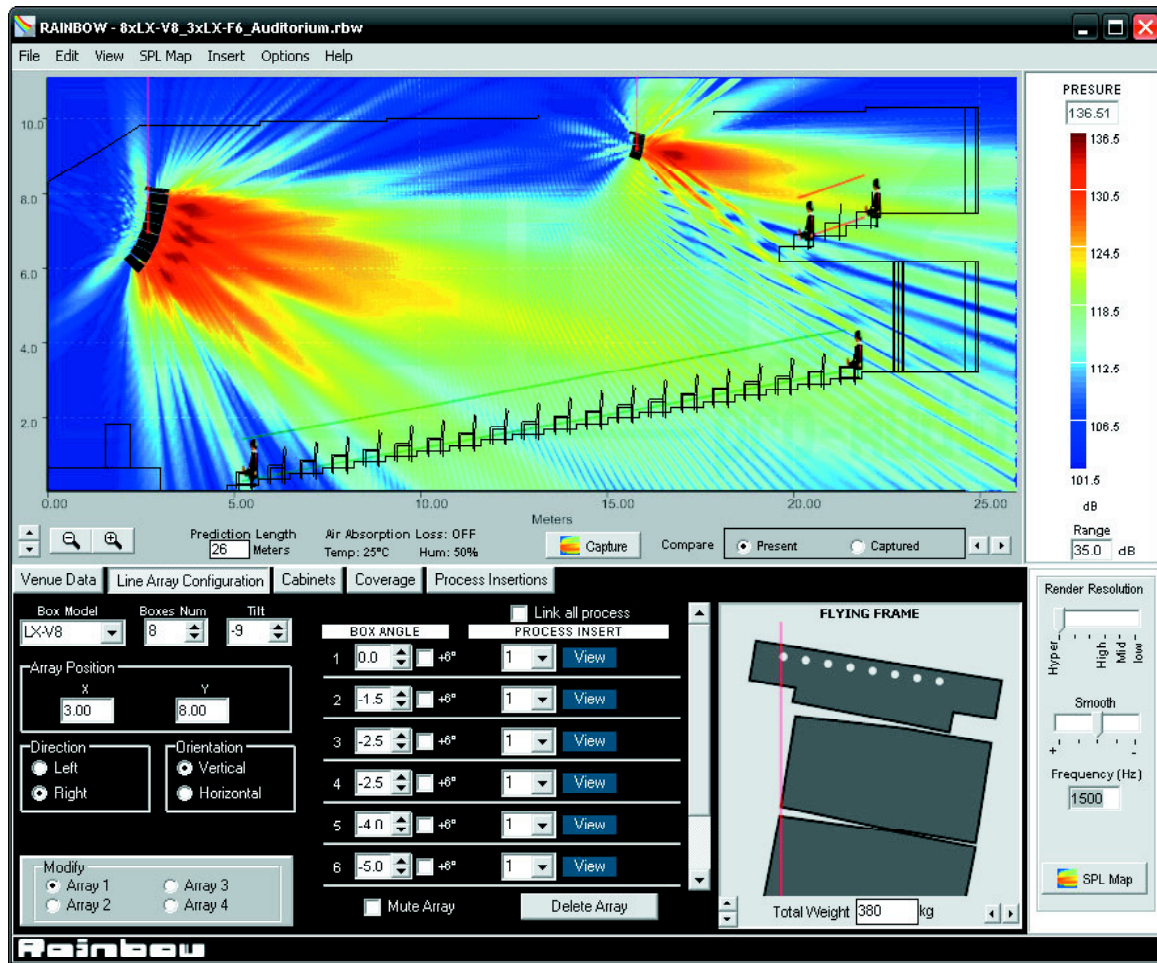 RAINBOW - 8xLX-V8_3xLX-F6_Auditorium.rbw
File Edit View SPL Map Insert Options Help
10.0
8.0
6.0
4.0
2.0
0.00 5.00 10.00 15.00 20.00 25.00
Meters
PRESURE
136.51
136.5
130.5
124.5
118.5
112.5
106.5
101.5
dB
Range
35.0 dB
Prediction Length
26 Meters
Air Absorption Loss: OFF
Temp: 25ºC Hum: 50%
Capture
Compare
Present
Captured
Venue Data Line Array Configuration Cabinets Coverage Process Insertions
Box Model Boxes Num Tilt
LX-V8 8 -9
Array Position
X Y
3.00 8.00
Direction
Left
Right
Orientation
Vertical
Horizontal
Modify
Array 1 Array 3
Array 2 Array 4
Link all process
BOX ANGLE PROCESS INSERT
1 0.0 +6° 1 View
2 -1.5 +6° 1 View
3 -2.5 +6° 1 View
4 -2.5 +6° 1 View
5 -4.0 +6° 1 View
6 -5.0 +6° 1 View
Mute Array
Delete Array
FLYING FRAME
Total Weight 380 kg
Render Resolution
Hyper High Mid low
Smooth
+ -
Frequency (Hz)
1500
SPL Map
Rainbow